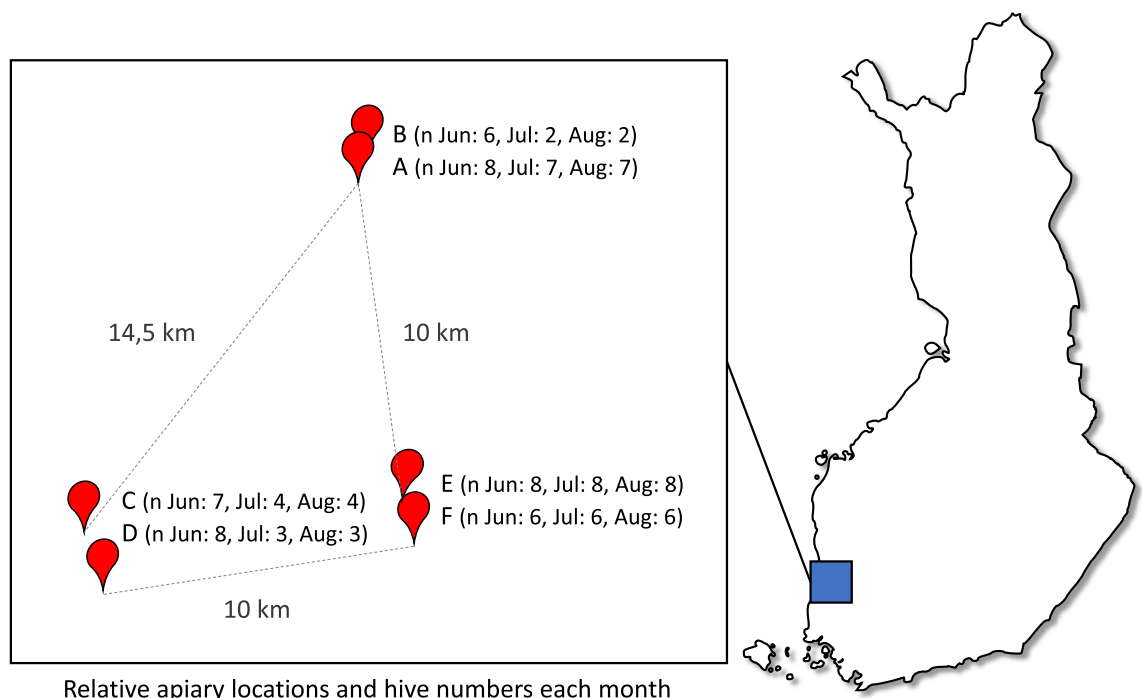 B (n Jun: 6, Jul: 2, Aug: 2)
A (n Jun: 8, Jul: 7, Aug: 7)
14,5 km
10 km
E (n Jun: 8, Jul: 8, Aug: 8)
C (n Jun: 7, Jul: 4, Aug: 4)
F (n Jun: 6, Jul: 6, Aug: 6)
D (n Jun: 8, Jul: 3, Aug: 3)
10 km
Relative apiary locations and hive numbers each month